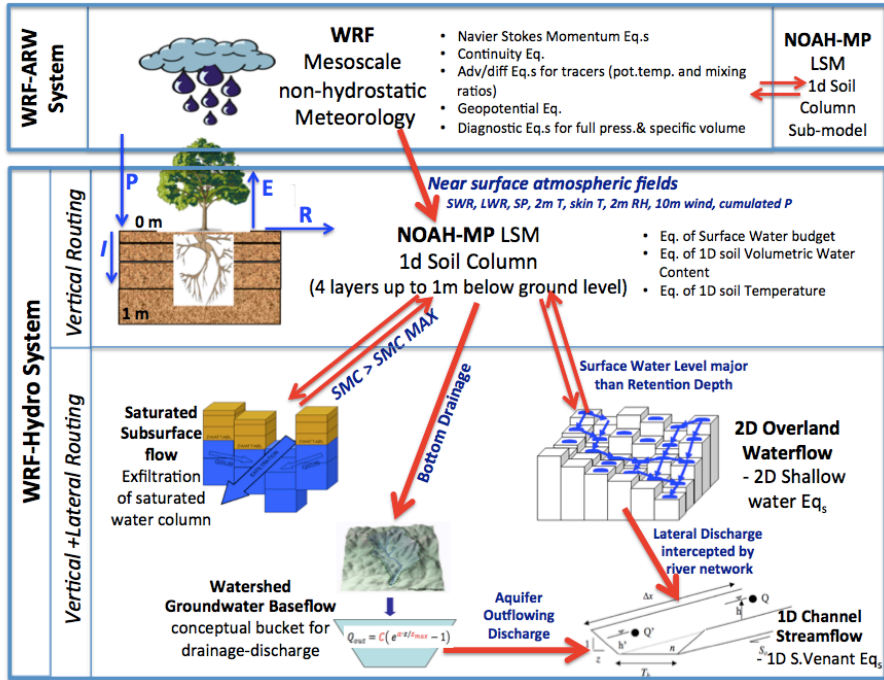 WRF-ARW
System
WRF
Mesoscale
non-hydrostatic
Meteorology
• Navier Stokes Momentum Eq.s
• Continuity Eq.
• Adv/diff Eq.s for tracers (pot.temp. and mixing
ratios)
• Geopotential Eq.
• Diagnostic Eq.s for full press.& specific volume
NOAH-MP
LSM
1d Soil
Column
Sub-model
WRF-Hydro System
Vertical Routing
P
E
R
I
0 m
1 m
Near surface atmospheric fields
SWR, LWR, SP, 2m T, skin T, 2m RH, 10m wind, cumulated P
NOAH-MP LSM
1d Soil Column
(4 layers up to 1m below ground level)
• Eq. of Surface Water budget
• Eq. of 1D soil Volumetric Water
Content
• Eq. of 1D soil Temperature
Vertical +Lateral Routing
SMC > SMC MAX
Bottom Drainage
Surface Water Level major
than Retention Depth
Saturated
Subsurface
flow
Exfiltration
of saturated
water column
EXFILTRATION
2D Overland
Waterflow
- 2D Shallow
water Eqs
Lateral Discharge
intercepted by
river network
Watershed
Groundwater Baseflow
conceptual bucket for
drainage-discharge
Qout = C(e^α·z/zmax − 1)
Aquifer
Outflowing
Discharge
Δx
w
Q
h
w
Q'
h'
1
z
n
So
1D Channel
Streamflow
- 1D S.Venant Eqs